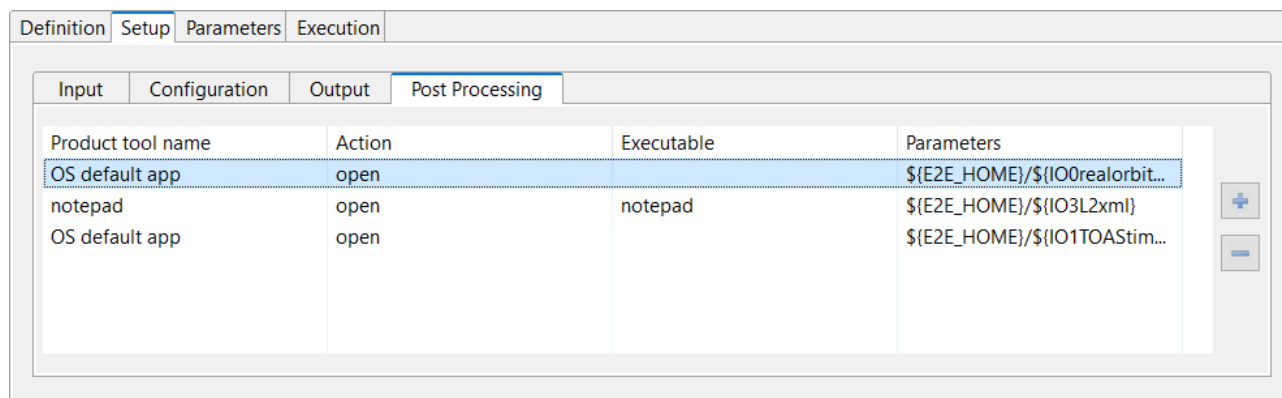 Definition Setup Parameters Execution
Input Configuration Output Post Processing
Product tool name Action Executable Parameters
OS default app open ${E2E_HOME}/${IO0realorbit...
notepad open notepad ${E2E_HOME}/${IO3L2xml}
OS default app open ${E2E_HOME}/${IO1TOAStim...